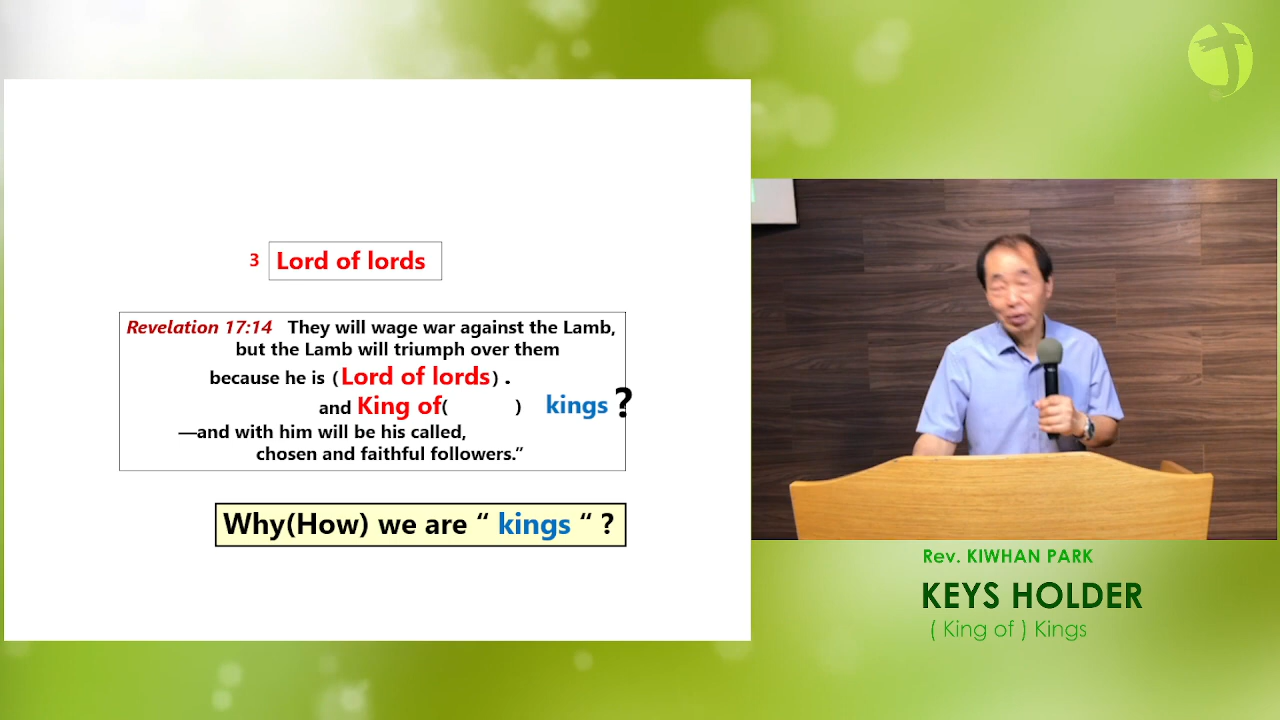 3 Lord of lords
Revelation 17:14 They will wage war against the Lamb,
but the Lamb will triumph over them
because he is (Lord of lords) .
and King of( ) kings ?
—and with him will be his called,
chosen and faithful followers.”
Why(How) we are “ kings “ ?
Rev. KIWHAN PARK
KEYS HOLDER
( King of ) Kings